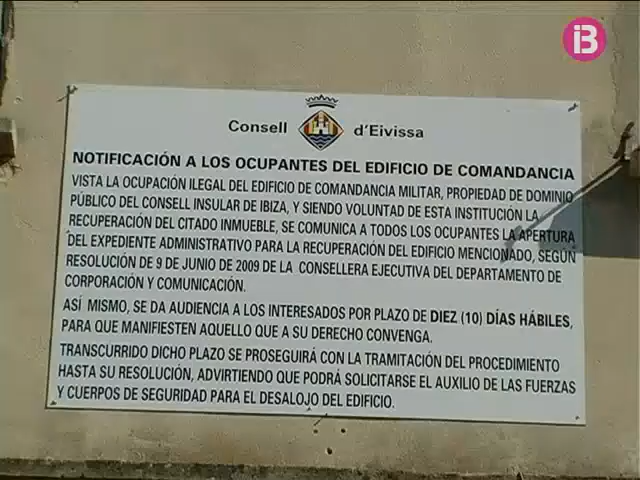 IB
Consell d'Eivissa
NOTIFICACIÓN A LOS OCUPANTES DEL EDIFICIO DE COMANDANCIA
VISTA LA OCUPACIÓN ILEGAL DEL EDIFICIO DE COMANDANCIA MILITAR, PROPIEDAD DE DOMINIO
PÚBLICO DEL CONSELL INSULAR DE IBIZA, Y SIENDO VOLUNTAD DE ESTA INSTITUCIÓN LA
RECUPERACIÓN DEL CITADO INMUEBLE, SE COMUNICA A TODOS LOS OCUPANTES LA APERTURA
DEL EXPEDIENTE ADMINISTRATIVO PARA LA RECUPERACIÓN DEL EDIFICIO MENCIONADO, SEGÚN
RESOLUCIÓN DE 9 DE JUNIO DE 2009 DE LA CONSELLERA EJECUTIVA DEL DEPARTAMENTO DE
CORPORACIÓN Y COMUNICACIÓN.
ASÍ MISMO, SE DA AUDIENCIA A LOS INTERESADOS POR PLAZO DE DIEZ (10) DÍAS HÁBILES,
PARA QUE MANIFIESTEN AQUELLO QUE A SU DERECHO CONVENGA.
TRANSCURRIDO DICHO PLAZO SE PROSEGUIRÁ CON LA TRAMITACIÓN DEL PROCEDIMIENTO
HASTA SU RESOLUCIÓN, ADVIRTIENDO QUE PODRÁ SOLICITARSE EL AUXILIO DE LAS FUERZAS
Y CUERPOS DE SEGURIDAD PARA EL DESALOJO DEL EDIFICIO.